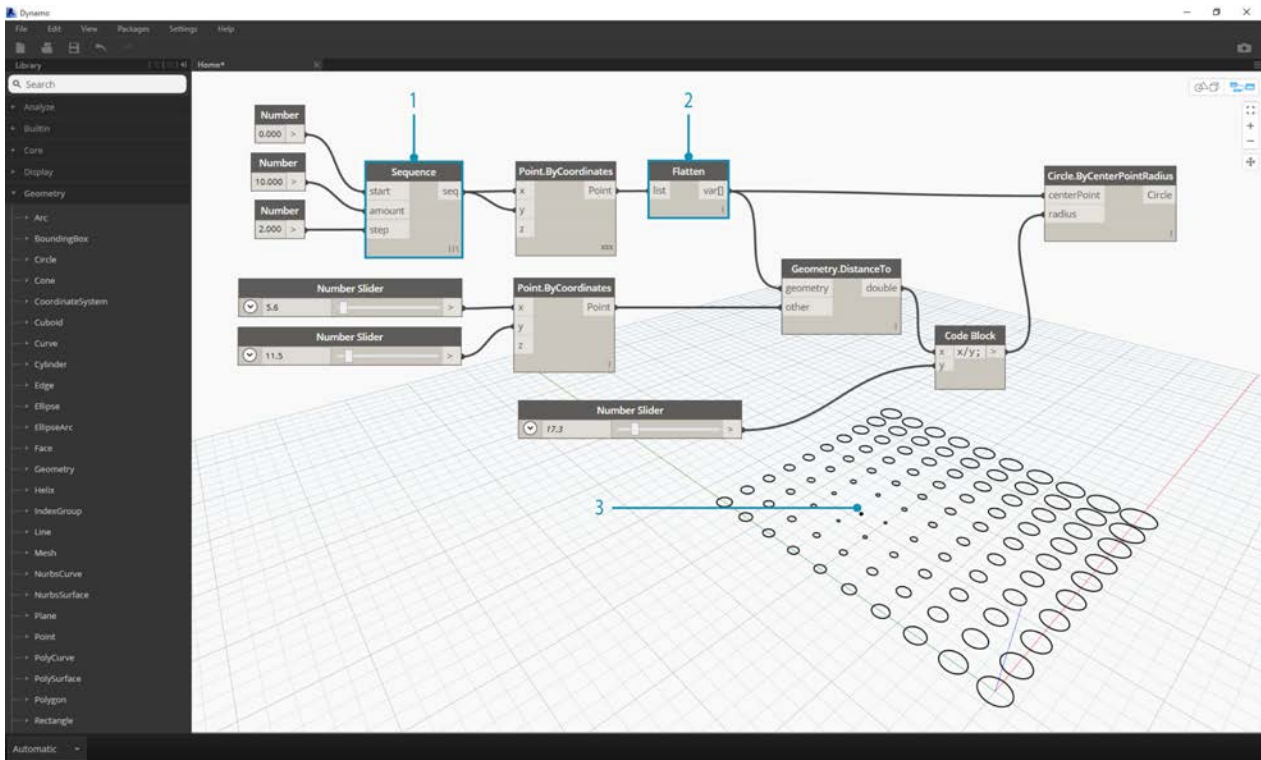 Dynamo
File Edit View Packages Settings Help
Library
Home*
Search
Analyze
Builtin
Core
Display
Geometry
Arc
BoundingBox
Circle
Cone
CoordinateSystem
Cuboid
Curve
Cylinder
Edge
Ellipse
EllipseArc
Face
Geometry
Helix
IndexGroup
Line
Mesh
NurbsCurve
NurbsSurface
Plane
Point
PolyCurve
PolySurface
Polygon
Rectangle
Automatic
1
2
3
Number
0.000 >
Number
10.000 >
Number
2.000 >
Sequence
start seq
amount
step
|||
Point.ByCoordinates
x Point
y
z
xxx
Flatten
list var[]
|
Circle.ByCenterPointRadius
centerPoint Circle
radius
|
Number Slider
5.6 >
Number Slider
11.5 >
Point.ByCoordinates
x Point
y
z
|
Geometry.DistanceTo
geometry double
other
|
Code Block
x x/y; >
y
Number Slider
17.3 >